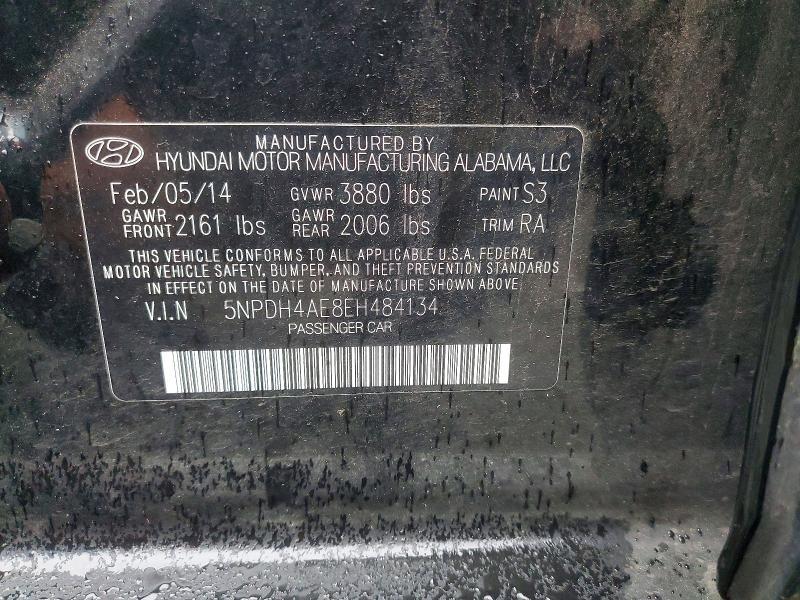 MANUFACTURED BY
HYUNDAI MOTOR MANUFACTURING ALABAMA, LLC
Feb/05/14 GVWR 3880 lbs PAINT S3
GAWR FRONT 2161 lbs GAWR REAR 2006 lbs TRIM RA
THIS VEHICLE CONFORMS TO ALL APPLICABLE U.S.A. FEDERAL
MOTOR VEHICLE SAFETY, BUMPER, AND THEFT PREVENTION STANDARDS
IN EFFECT ON THE DATE OF MANUFACTURE SHOWN ABOVE
V.I.N 5NPDH4AE8EH484134
PASSENGER CAR